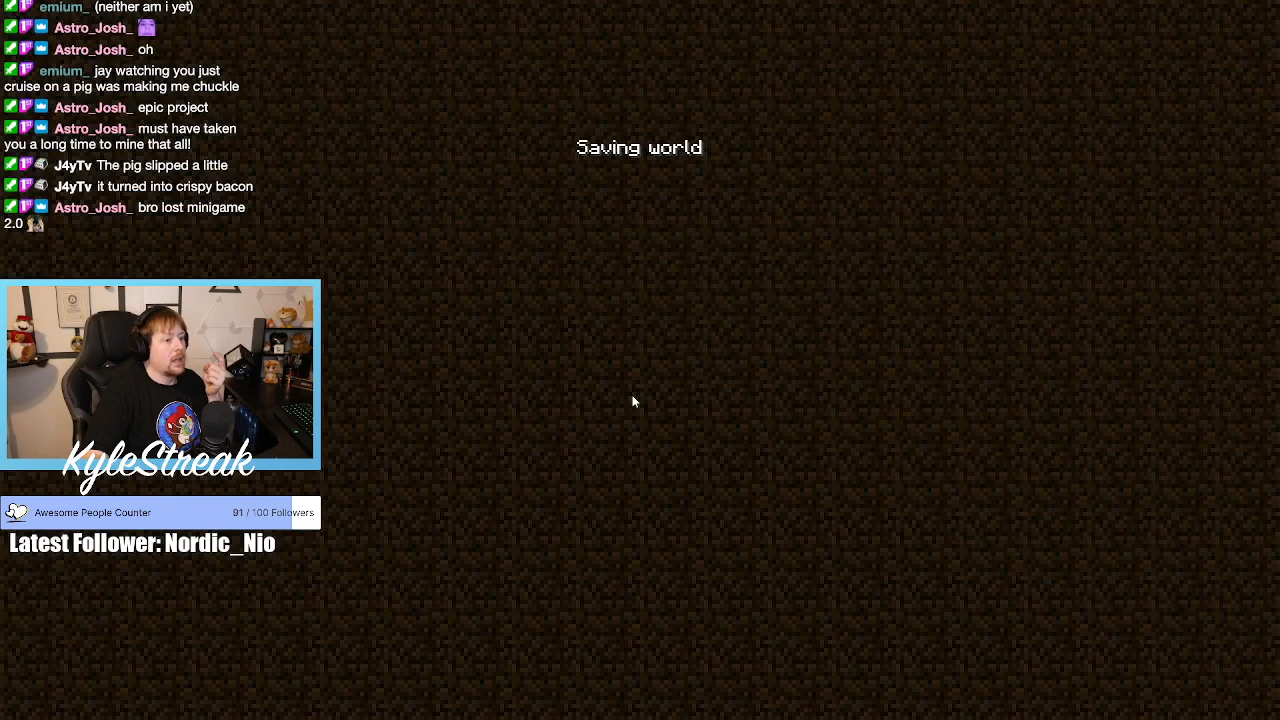 emium_ (neither am i yet)
Astro_Josh_
Astro_Josh_ oh
emium_ jay watching you just
cruise on a pig was making me chuckle
Astro_Josh_ epic project
Astro_Josh_ must have taken
you a long time to mine that all!
J4yTv The pig slipped a little
J4yTv it turned into crispy bacon
Astro_Josh_ bro lost minigame
2.0
Saving world
KyleStreak
Awesome People Counter 91 / 100 Followers
Latest Follower: Nordic_Nio